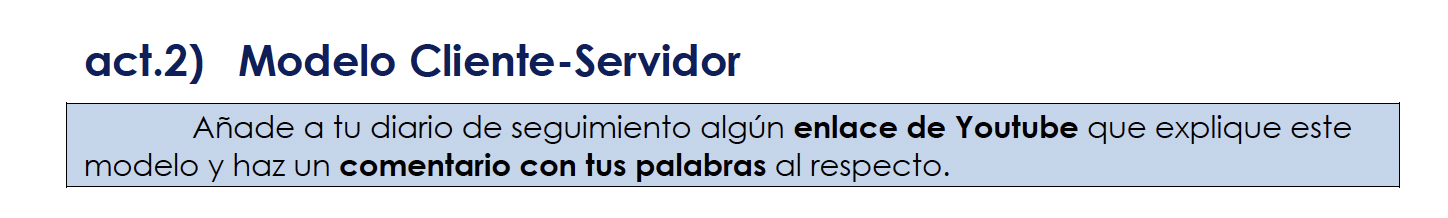 act.2) Modelo Cliente-Servidor
Añade a tu diario de seguimiento algún enlace de Youtube que explique este
modelo y haz un comentario con tus palabras al respecto.